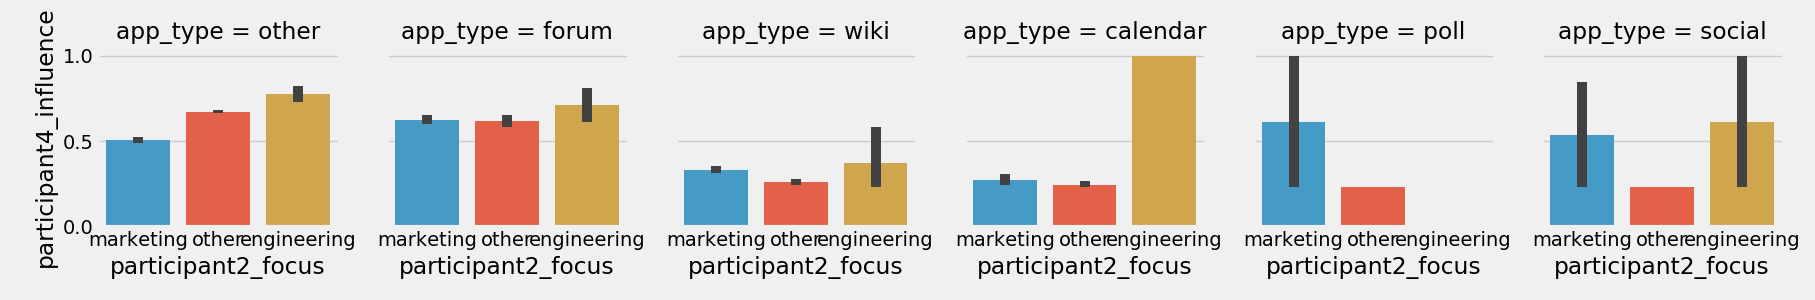 participant4_influence
app_type = other
app_type = forum
app_type = wiki
app_type = calendar
app_type = poll
app_type = social
1.0
0.5
0.0
marketing other engineering
marketing other engineering
marketing other engineering
marketing other engineering
marketing other engineering
marketing other engineering
participant2_focus
participant2_focus
participant2_focus
participant2_focus
participant2_focus
participant2_focus